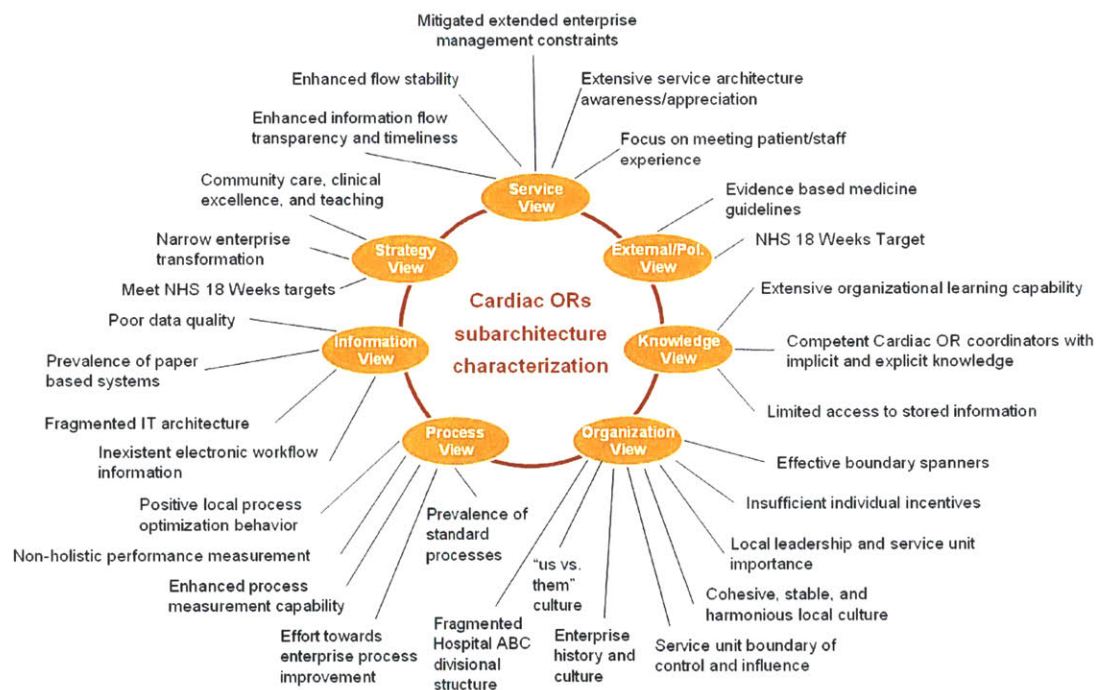 Mitigated extended enterprise
management constraints
Enhanced flow stability
Extensive service architecture
awareness/appreciation
Enhanced information flow
transparency and timeliness
Focus on meeting patient/staff
experience
Service
View
Community care, clinical
excellence, and teaching
Evidence based medicine
guidelines
Narrow enterprise
transformation
Strategy
View
External/Pol.
View
NHS 18 Weeks Target
Meet NHS 18 Weeks targets
Cardiac ORs
subarchitecture
characterization
Extensive organizational learning capability
Poor data quality
Information
View
Knowledge
View
Competent Cardiac OR coordinators with
implicit and explicit knowledge
Prevalence of paper
based systems
Limited access to stored information
Fragmented IT architecture
Process
View
Organization
View
Inexistent electronic workflow
information
Effective boundary spanners
Positive local process
optimization behavior
Prevalence of
standard
processes
Insufficient individual incentives
Non-holistic performance measurement
"us vs.
them"
culture
Local leadership and service unit
importance
Enhanced process
measurement capability
Cohesive, stable, and
harmonious local culture
Effort towards
enterprise process
improvement
Fragmented
Hospital ABC
divisional
structure
Enterprise
history and
culture
Service unit boundary of
control and influence